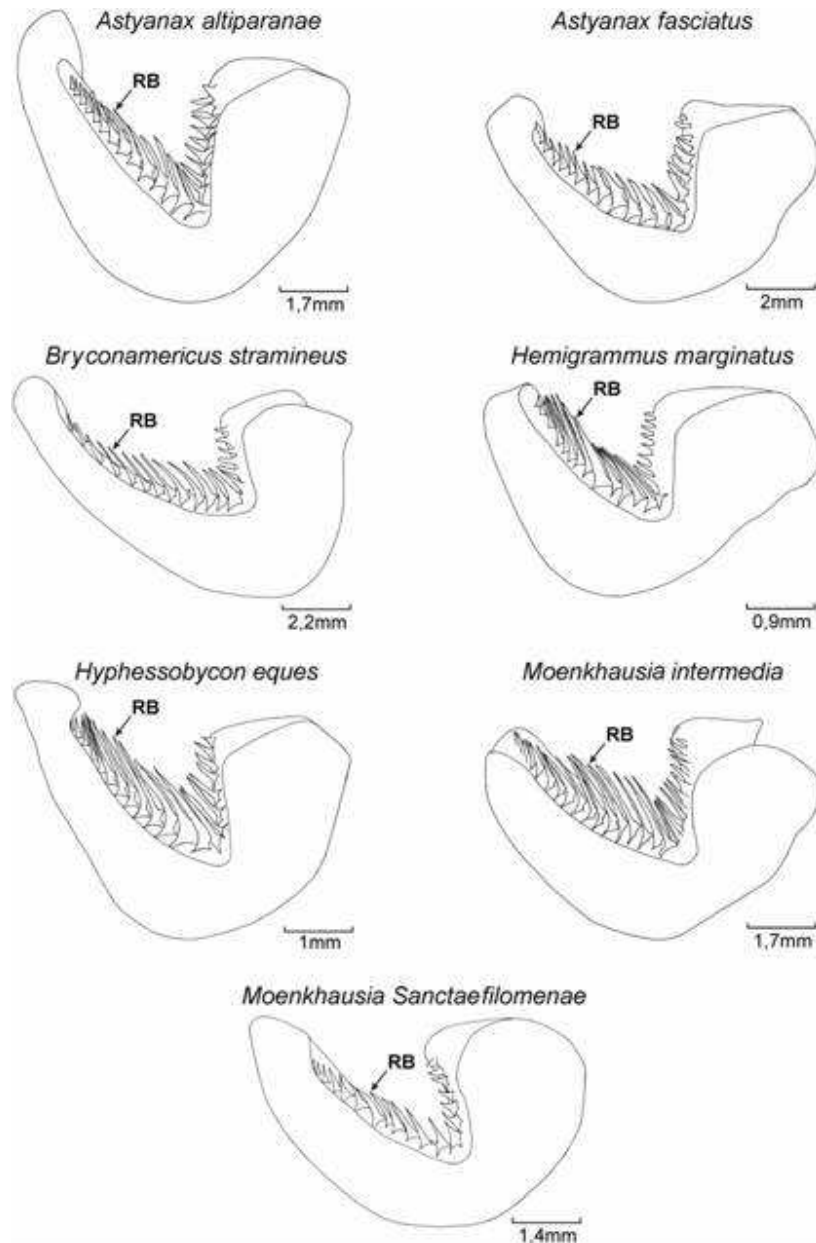 Astyanax altiparanae
RB
1,7mm
Astyanax fasciatus
RB
2mm
Bryconamericus stramineus
RB
2,2mm
Hemigrammus marginatus
RB
0,9mm
Hyphessobycon eques
RB
1mm
Moenkhausia intermedia
RB
1,7mm
Moenkhausia Sanctaefilomenae
RB
1,4mm